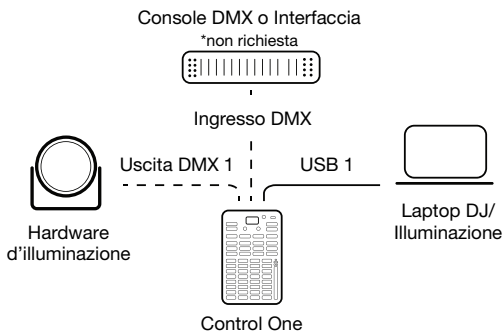 Console DMX o Interfaccia
*non richiesta
Ingresso DMX
Uscita DMX 1
USB 1
Hardware
d'illuminazione
Laptop DJ/
Illuminazione
Control One